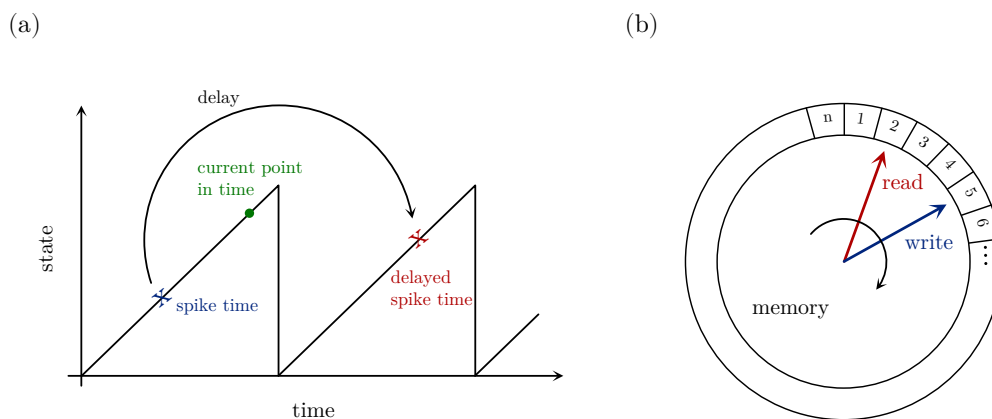 (a)
delay
current point
in time
state
spike time
delayed
spike time
time
(b)
n
1
2
3
4
5
6
...
read
write
memory